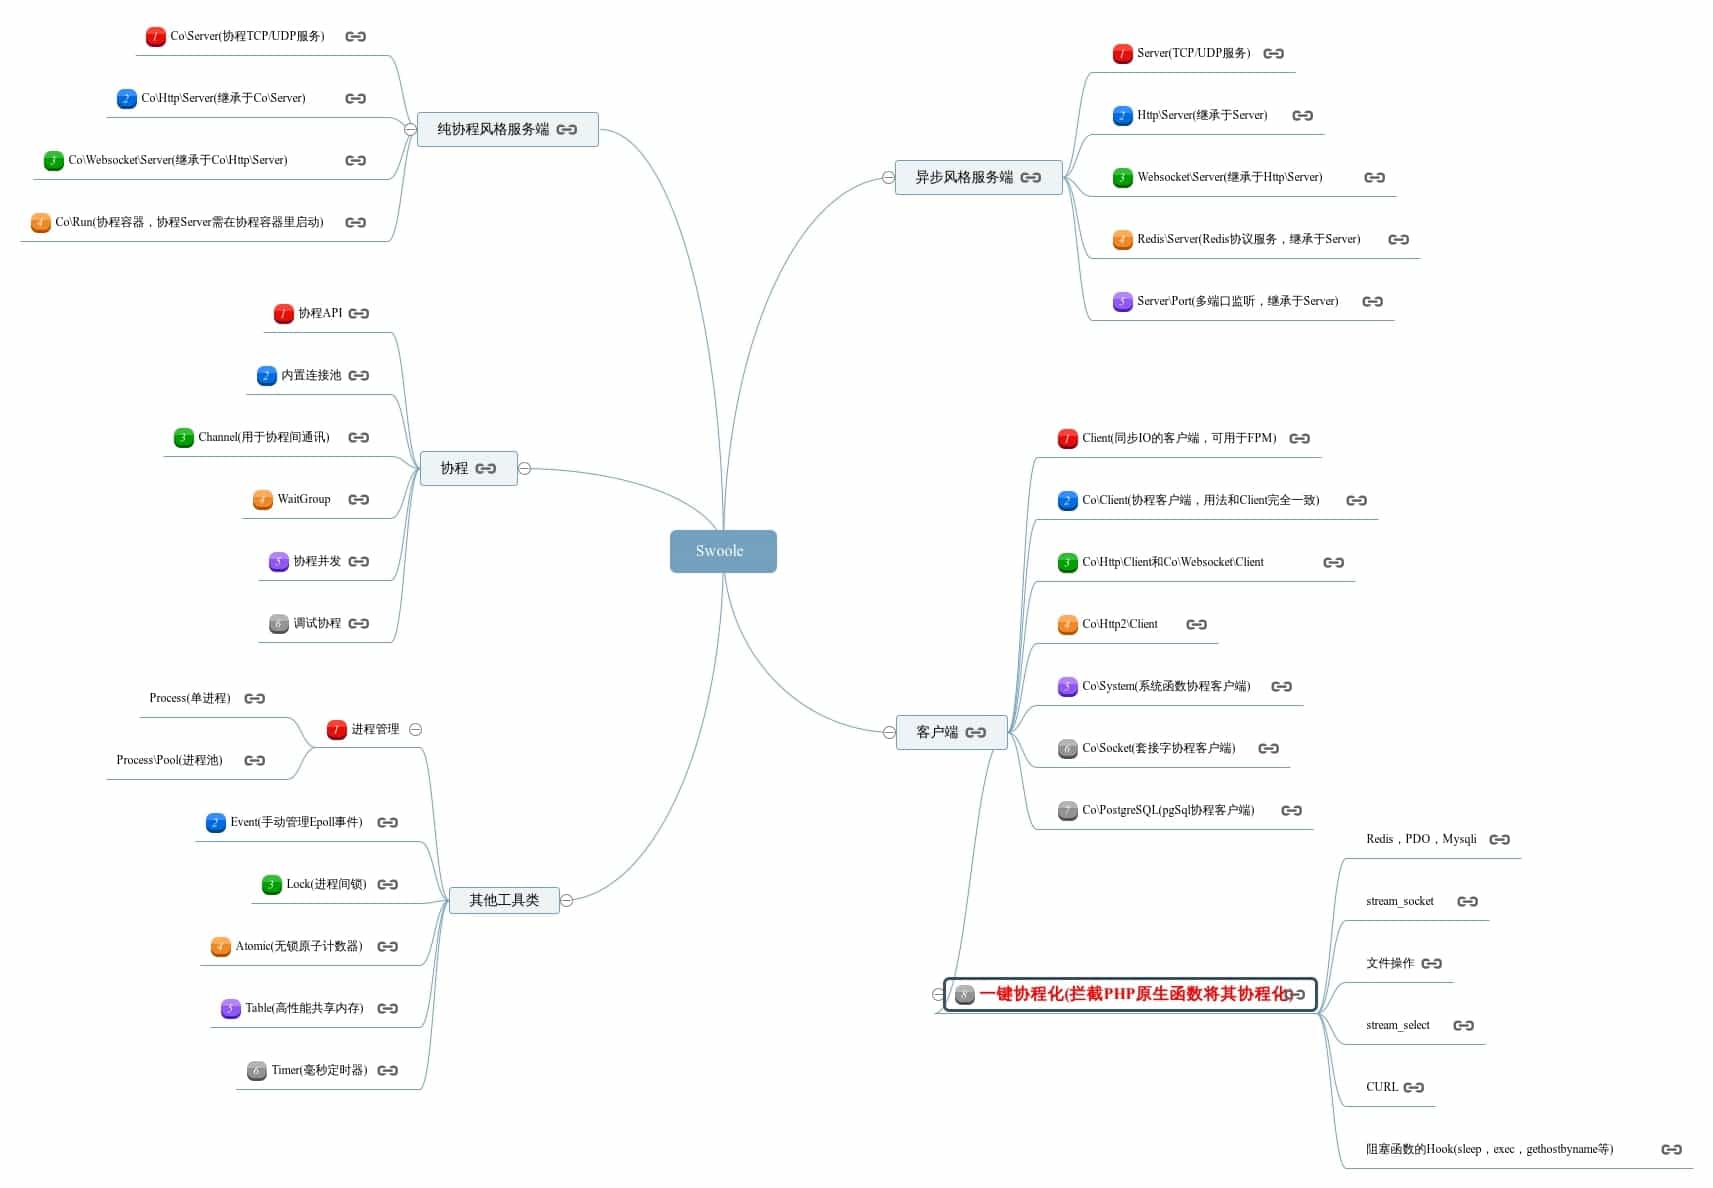 Swoole
纯协程风格服务端
1 Co\Server(协程TCP/UDP服务)
2 Co\Http\Server(继承于Co\Server)
3 Co\Websocket\Server(继承于Co\Http\Server)
4 Co\Run(协程容器，协程Server需在协程容器里启动)
协程
1 协程API
2 内置连接池
3 Channel(用于协程间通讯)
4 WaitGroup
5 协程并发
6 调试协程
其他工具类
1 进程管理
Process(单进程)
Process\Pool(进程池)
2 Event(手动管理Epoll事件)
3 Lock(进程间锁)
4 Atomic(无锁原子计数器)
5 Table(高性能共享内存)
6 Timer(毫秒定时器)
异步风格服务端
1 Server(TCP/UDP服务)
2 Http\Server(继承于Server)
3 Websocket\Server(继承于Http\Server)
4 Redis\Server(Redis协议服务，继承于Server)
5 Server\Port(多端口监听，继承于Server)
客户端
1 Client(同步IO的客户端，可用于FPM)
2 Co\Client(协程客户端，用法和Client完全一致)
3 Co\Http\Client和Co\Websocket\Client
4 Co\Http2\Client
5 Co\System(系统函数协程客户端)
6 Co\Socket(套接字协程客户端)
7 Co\PostgreSQL(pgSql协程客户端)
8 一键协程化(拦截PHP原生函数将其协程化)
Redis，PDO，Mysqli
stream_socket
文件操作
stream_select
CURL
阻塞函数的Hook(sleep，exec，gethostbyname等)